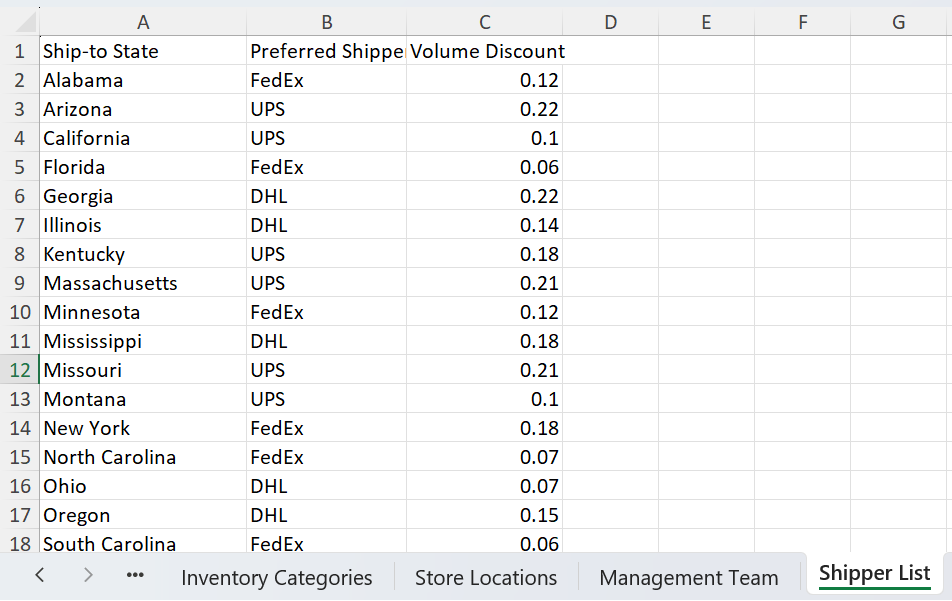 A B C D E F G
1 Ship-to State Preferred Shippe Volume Discount
2 Alabama FedEx 0.12
3 Arizona UPS 0.22
4 California UPS 0.1
5 Florida FedEx 0.06
6 Georgia DHL 0.22
7 Illinois DHL 0.14
8 Kentucky UPS 0.18
9 Massachusetts UPS 0.21
10 Minnesota FedEx 0.12
11 Mississippi DHL 0.18
12 Missouri UPS 0.21
13 Montana UPS 0.1
14 New York FedEx 0.18
15 North Carolina FedEx 0.07
16 Ohio DHL 0.07
17 Oregon DHL 0.15
18 South Carolina FedEx 0.06
Inventory Categories Store Locations Management Team Shipper List